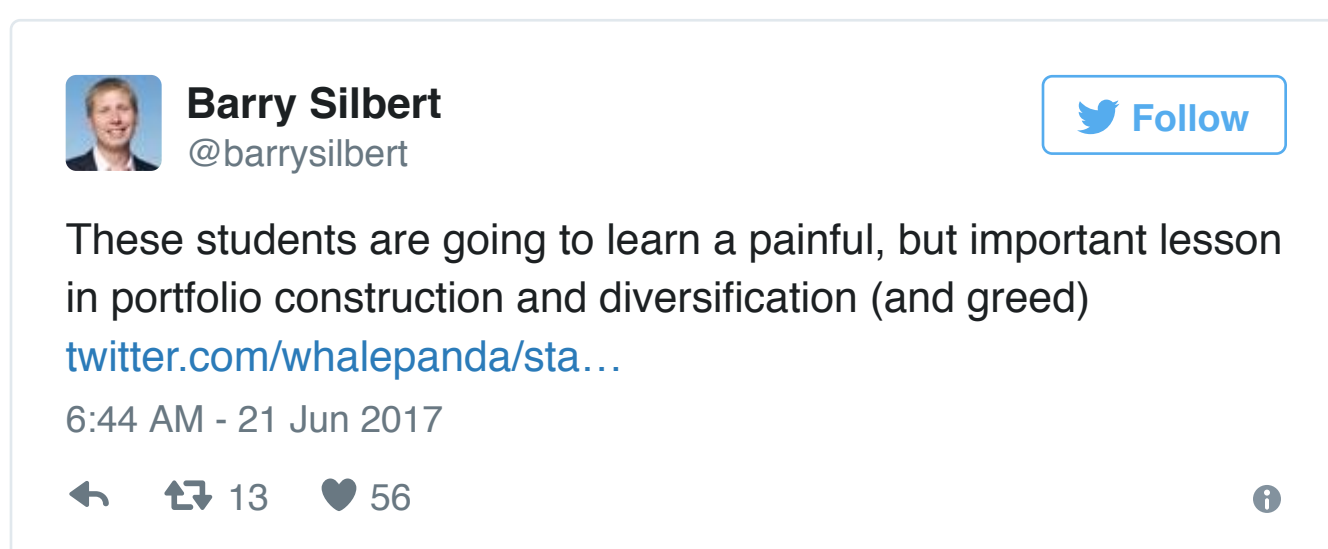 Barry Silbert
@barrysilbert
Follow
These students are going to learn a painful, but important lesson
in portfolio construction and diversification (and greed)
twitter.com/whalepanda/sta…
6:44 AM - 21 Jun 2017
13 56